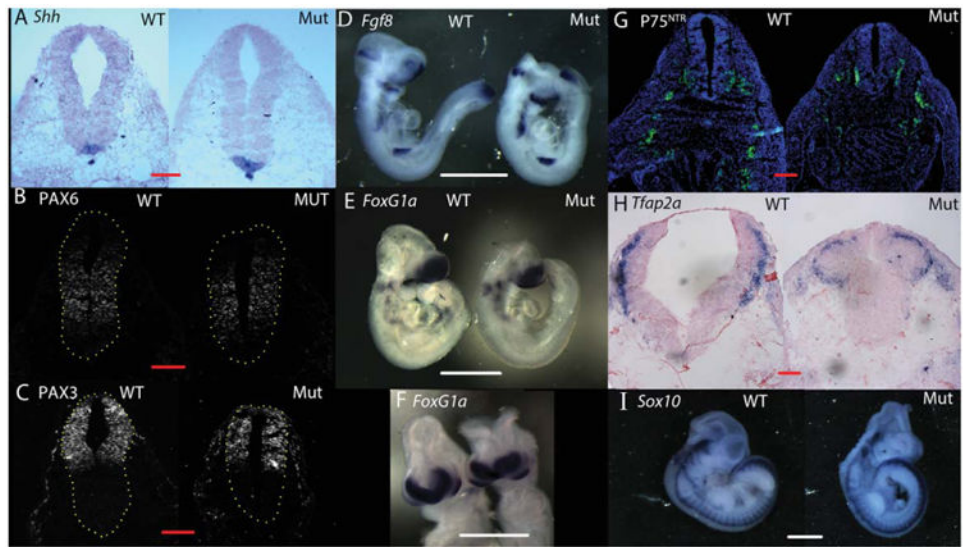 A Shh WT Mut
B PAX6 WT MUT
C PAX3 WT Mut
D Fgf8 WT Mut
E FoxG1a WT Mut
F FoxG1a
G P75NTR WT Mut
H Tfap2a WT Mut
I Sox10 WT Mut